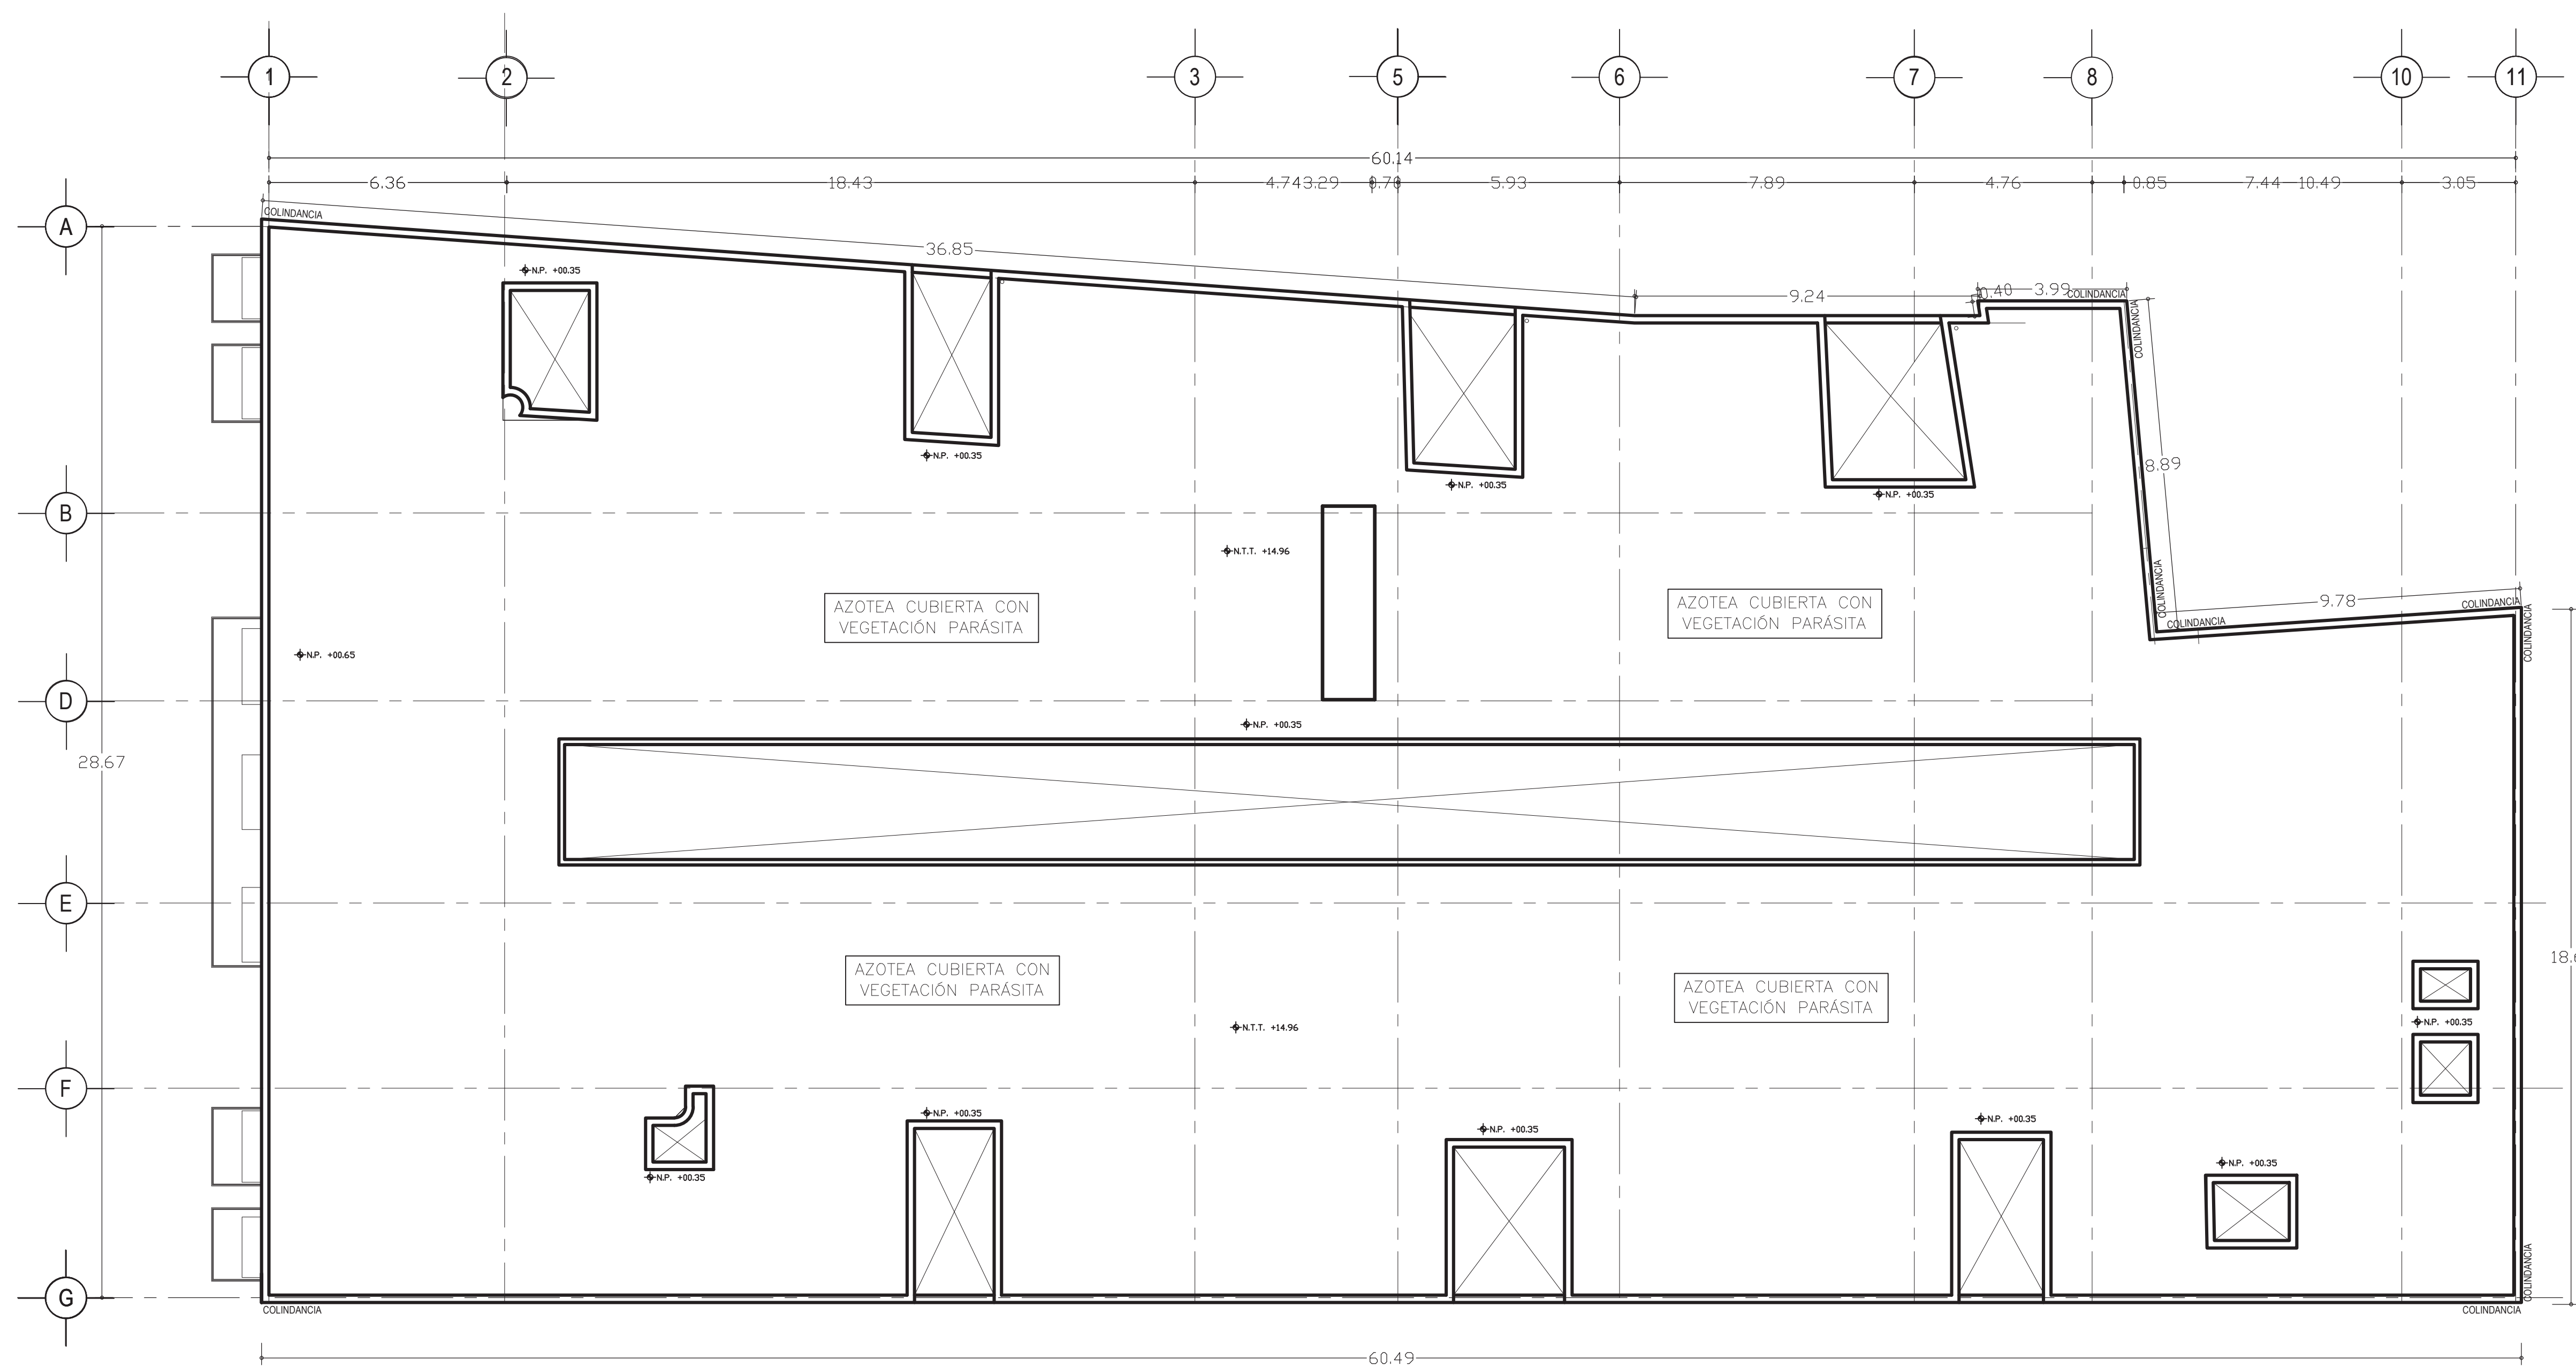 1
2
3
5
6
7
8
10
11
60.14
6.36
18.43
4.743.29
0.70
5.93
7.89
4.76
0.85
7.44
10.49
3.05
A
COLINDANCIA
36.85
N.P. +00.35
9.24
0.40
3.99
COLINDANCIA
COLINDANCIA
N.P. +00.35
8.89
N.P. +00.35
N.P. +00.35
B
N.T.T. +14.96
AZOTEA CUBIERTA CON
VEGETACIÓN PARÁSITA
AZOTEA CUBIERTA CON
VEGETACIÓN PARÁSITA
COLINDANCIA
COLINDANCIA
9.78
COLINDANCIA
COLINDANCIA
N.P. +00.65
D
N.P. +00.35
28.67
E
AZOTEA CUBIERTA CON
VEGETACIÓN PARÁSITA
AZOTEA CUBIERTA CON
VEGETACIÓN PARÁSITA
18.6
N.T.T. +14.96
N.P. +00.35
F
N.P. +00.35
N.P. +00.35
N.P. +00.35
N.P. +00.35
N.P. +00.35
COLINDANCIA
G
COLINDANCIA
COLINDANCIA
60.49